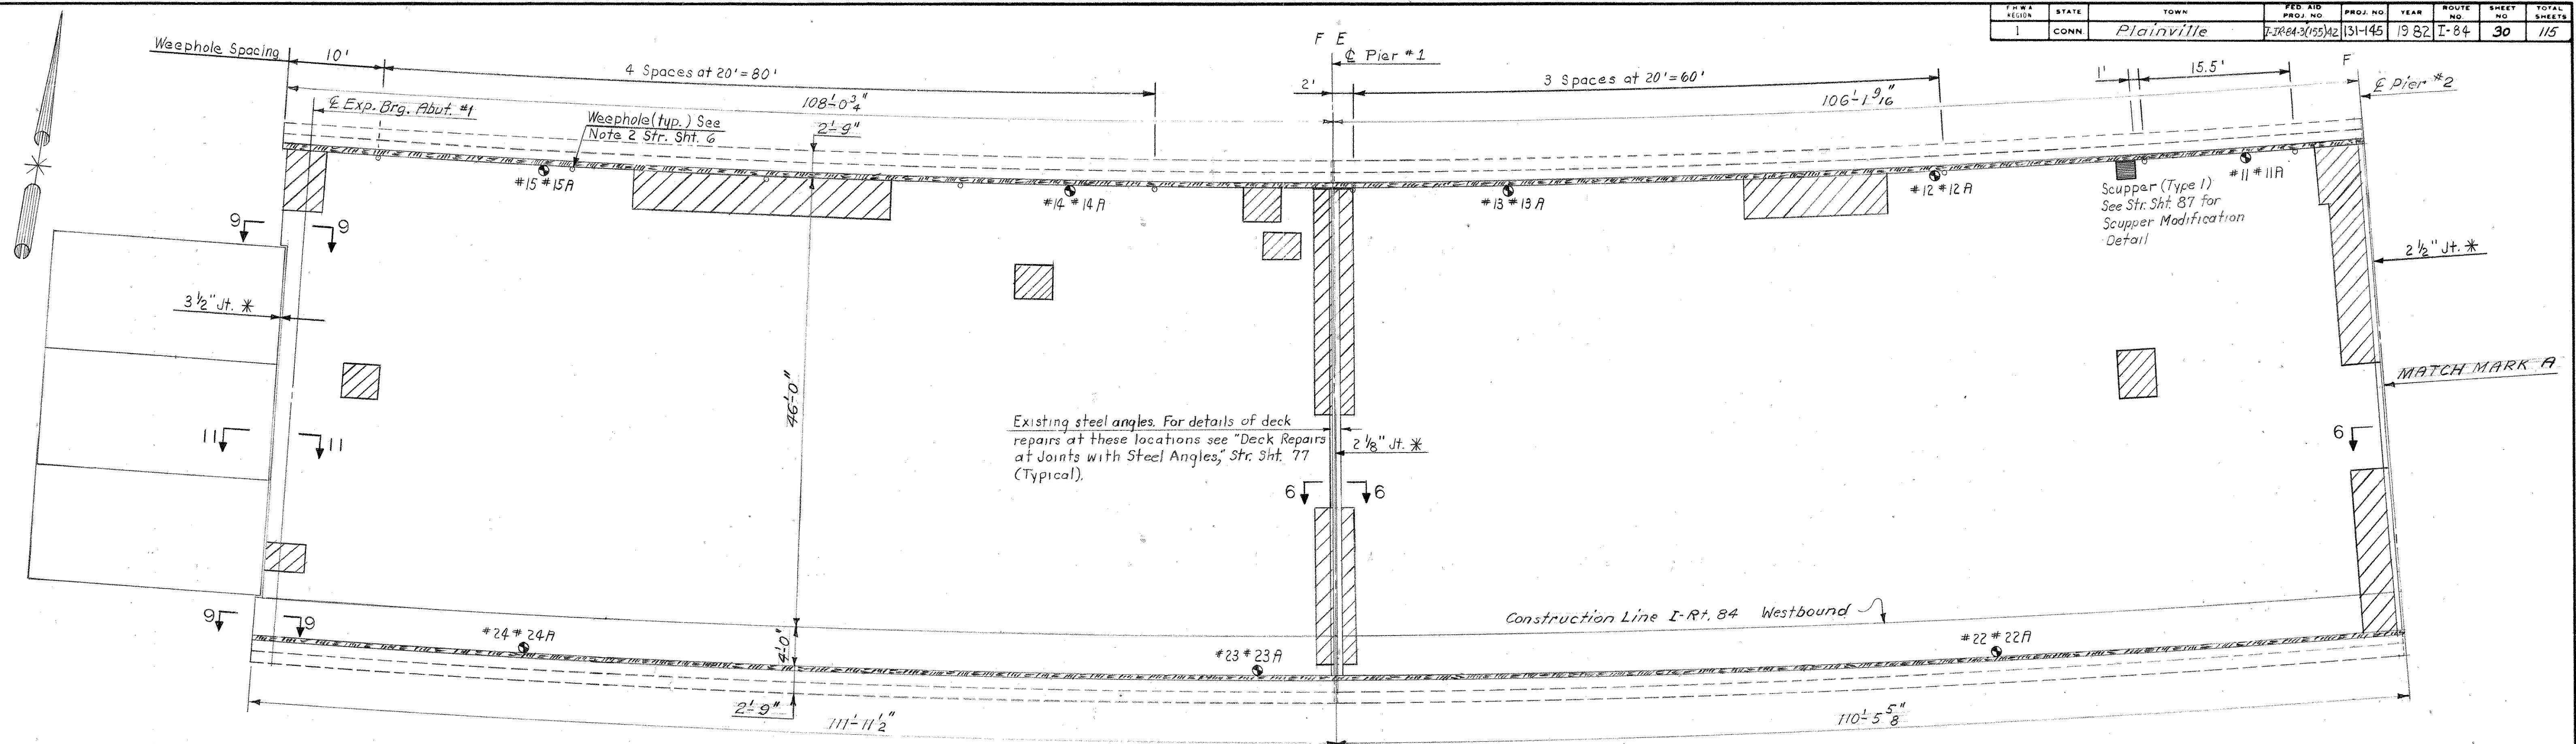 F.H.W.A. REGION STATE TOWN FED. AID PROJ. NO PROJ. NO YEAR ROUTE NO. SHEET NO TOTAL SHEETS
1 CONN. Plainville I-IR-84-3(155)42 131-145 1982 I-84 30 115
Weephole Spacing
10'
4 Spaces at 20' = 80'
F E
℄ Pier #1
2'
3 Spaces at 20' = 60'
1'
15.5'
F
℄ Pier #2
108'-0 3/4"
106'-1 9/16"
℄ Exp. Brg. Abut. #1
Weephole (typ.) See
Note 2 Str. Sht. 6
2'-9"
#15 #15A
#14 #14A
#13 #13A
#12 #12A
#11 #11A
Scupper (Type 1)
See Str. Sht. 87 for
Scupper Modification
Detail
9 9
3 1/2" Jt. *
2 1/2" Jt. *
MATCH MARK A
46'-0"
Existing steel angles. For details of deck
repairs at these locations see "Deck Repairs
at Joints with Steel Angles," Str. Sht. 77
(Typical).
2 1/8" Jt. *
11 11
6
6 6
Construction Line I-Rt. 84 Westbound
9 9
#24 #24A
4'-0"
#23 #23A
#22 #22A
2'-9"
111'-11 1/2"
110'-5 5/8"